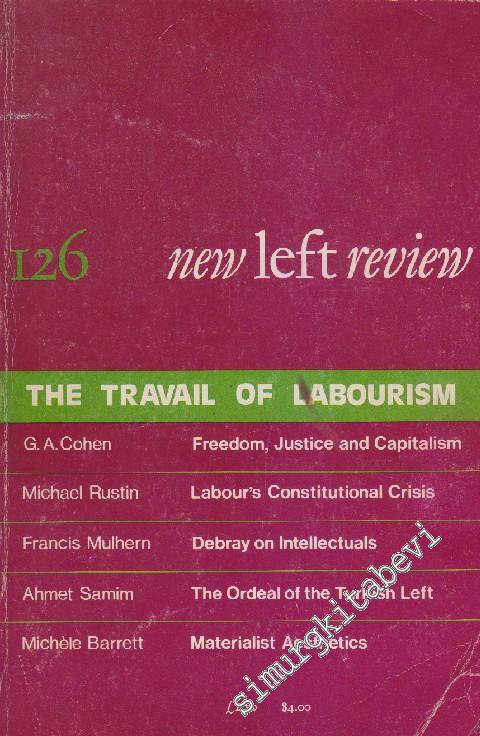 126 new left review
THE TRAVAIL OF LABOURISM
G.A.Cohen Freedom, Justice and Capitalism
Michael Rustin Labour's Constitutional Crisis
Francis Mulhern Debray on Intellectuals
Ahmet Samim The Ordeal of the Turkish Left
Michèle Barrett Materialist Aesthetics
$4.00
simurgkitabevi